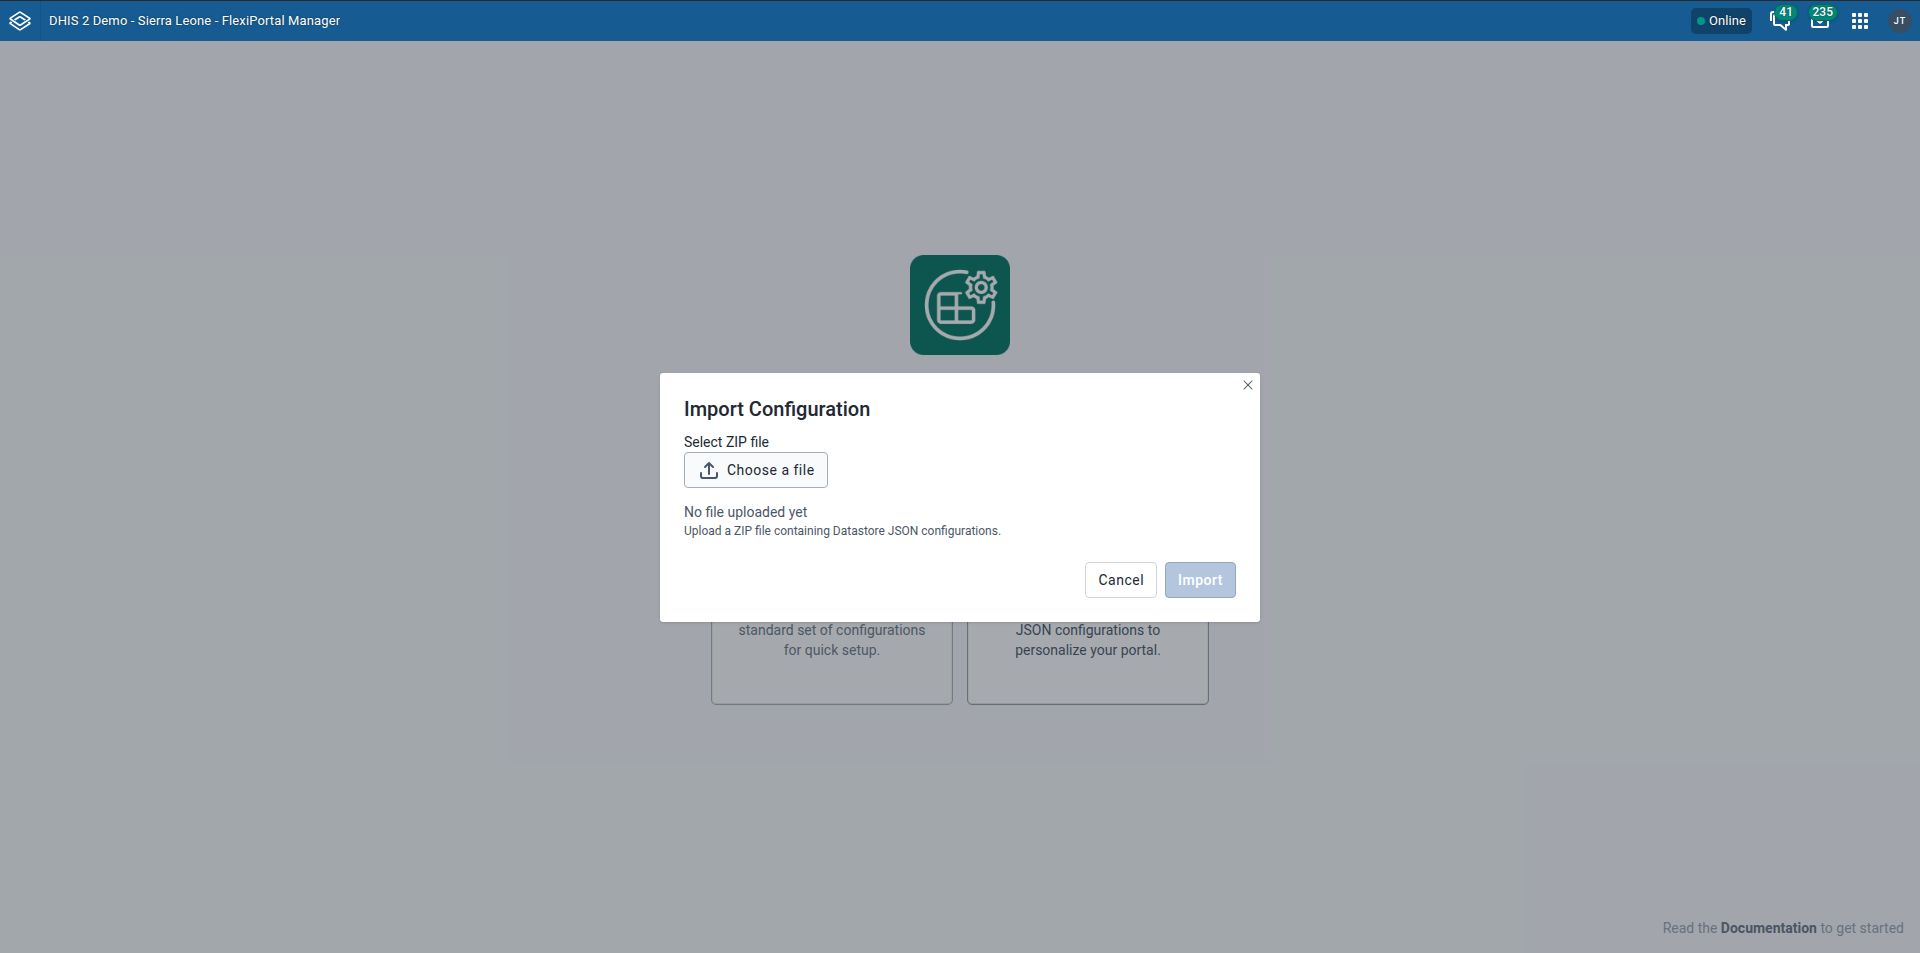 DHIS 2 Demo - Sierra Leone - FlexiPortal Manager
Online
41
235
JT
Import Configuration
Select ZIP file
Choose a file
No file uploaded yet
Upload a ZIP file containing Datastore JSON configurations.
Cancel
Import
standard set of configurations
for quick setup.
JSON configurations to
personalize your portal.
Read the Documentation to get started